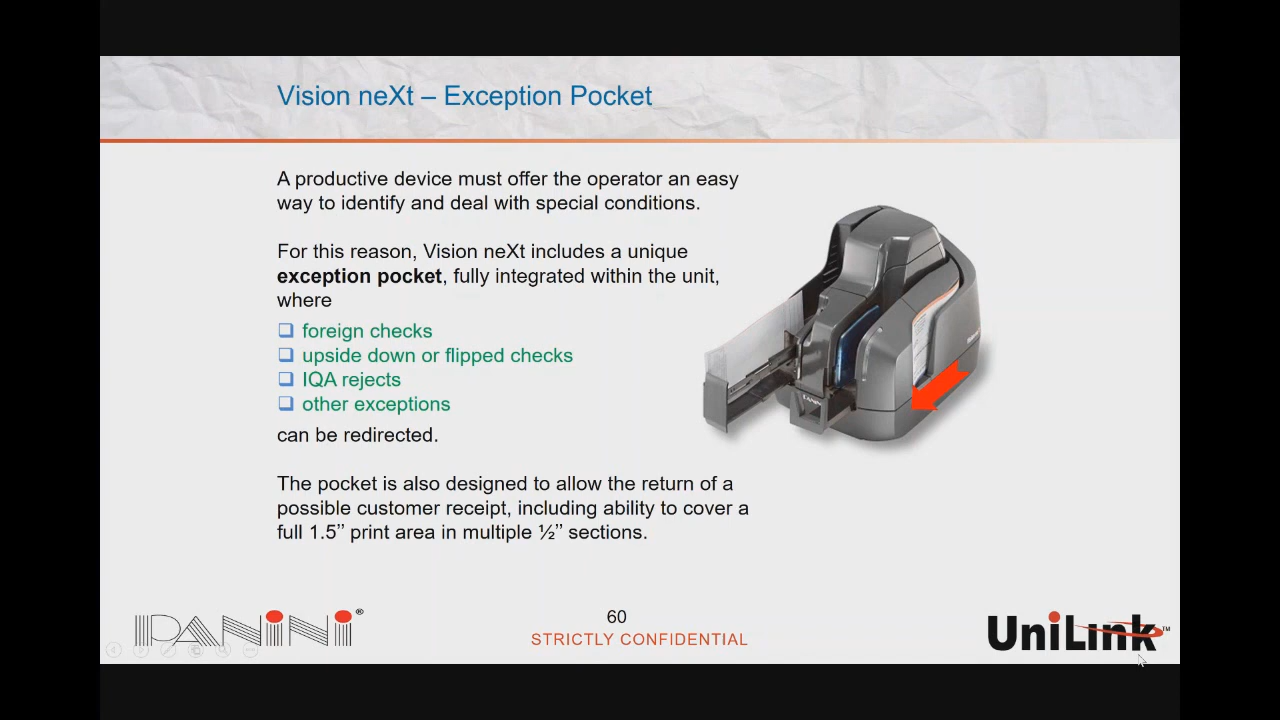 Vision neXt – Exception Pocket
A productive device must offer the operator an easy
way to identify and deal with special conditions.
For this reason, Vision neXt includes a unique
exception pocket, fully integrated within the unit,
where
foreign checks
upside down or flipped checks
IQA rejects
other exceptions
can be redirected.
The pocket is also designed to allow the return of a
possible customer receipt, including ability to cover a
full 1.5’’ print area in multiple ½’’ sections.
PANINI®
60
STRICTLY CONFIDENTIAL
UniLink™